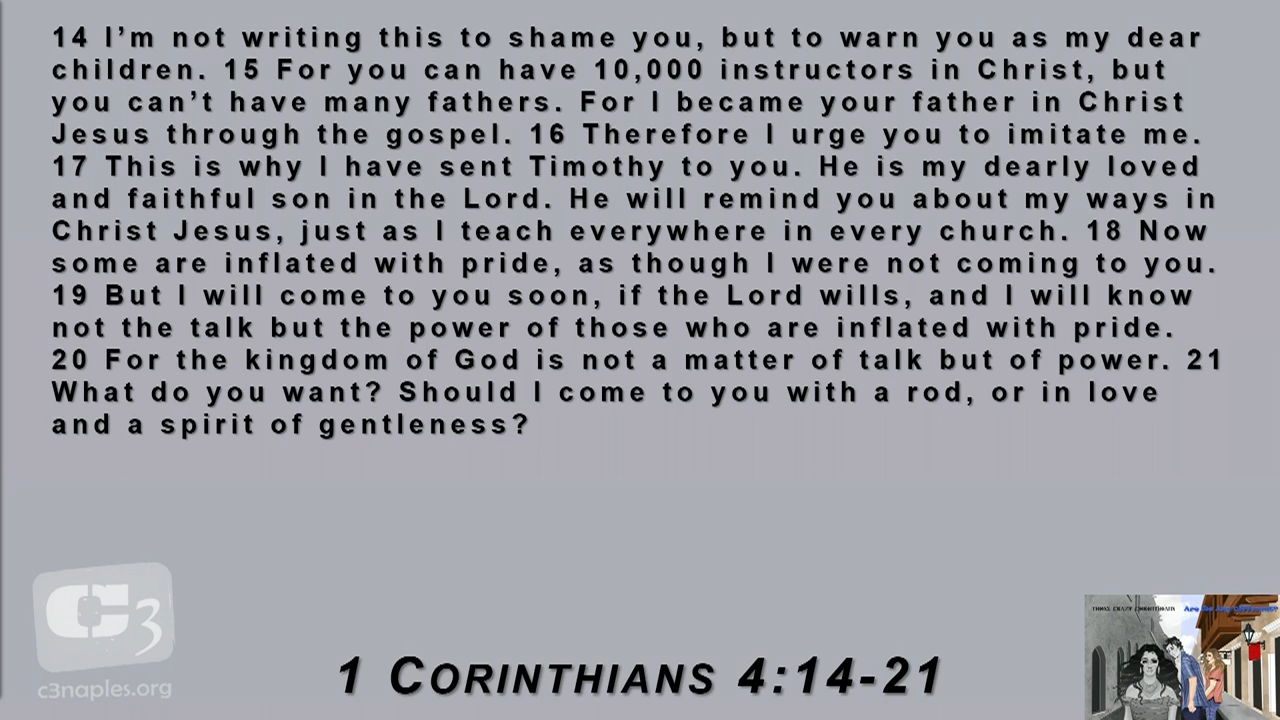 14 I’m not writing this to shame you, but to warn you as my dear
children. 15 For you can have 10,000 instructors in Christ, but
you can’t have many fathers. For I became your father in Christ
Jesus through the gospel. 16 Therefore I urge you to imitate me.
17 This is why I have sent Timothy to you. He is my dearly loved
and faithful son in the Lord. He will remind you about my ways in
Christ Jesus, just as I teach everywhere in every church. 18 Now
some are inflated with pride, as though I were not coming to you.
19 But I will come to you soon, if the Lord wills, and I will know
not the talk but the power of those who are inflated with pride.
20 For the kingdom of God is not a matter of talk but of power. 21
What do you want? Should I come to you with a rod, or in love
and a spirit of gentleness?
C3
c3naples.org
THOSE CRAZY CORINTHIANS
Are
1 CORINTHIANS 4:14-21